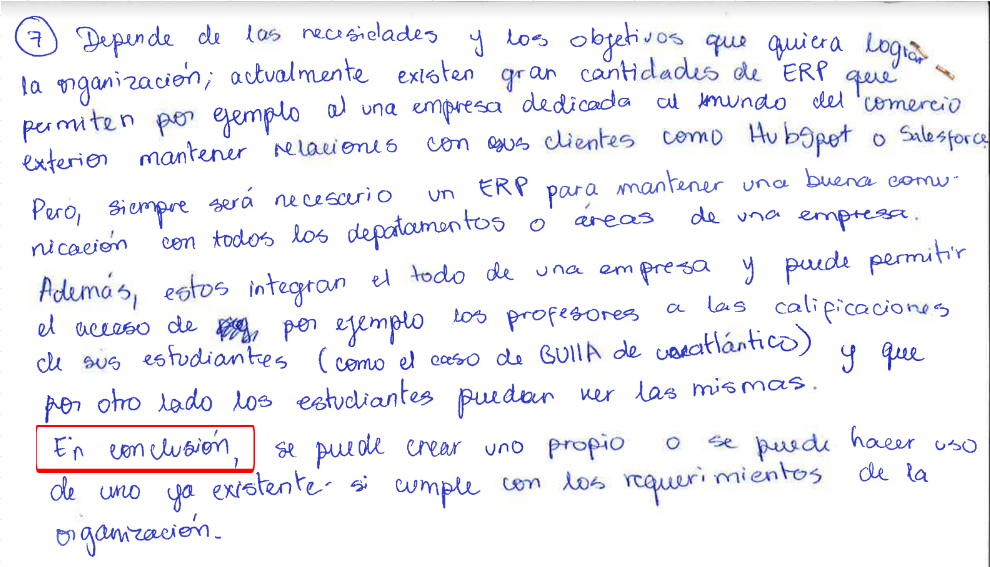 7 Depende de las necesidades y los objetivos que quiera lograr
la organización; actualmente existen gran cantidades de ERP que
permiten por ejemplo al una empresa dedicada al mundo del comercio
exterior mantener relaciones con sus clientes como HubSpot o Salesforce
Pero, siempre será necesario un ERP para mantener una buena comu-
nicación con todos los depatamentos o áreas de una empresa.
Además, estos integran el todo de una empresa y puede permitir
el acceso de por ejemplo los profesores a las calificaciones
de sus estudiantes (como el caso de de atlántico) y que
por otro lado los estudiantes puedan ver las mismas.
En conclusión, se puede crear uno propio o se puede hacer uso
de uno ya existente si cumple con los requerimientos de la
organización.